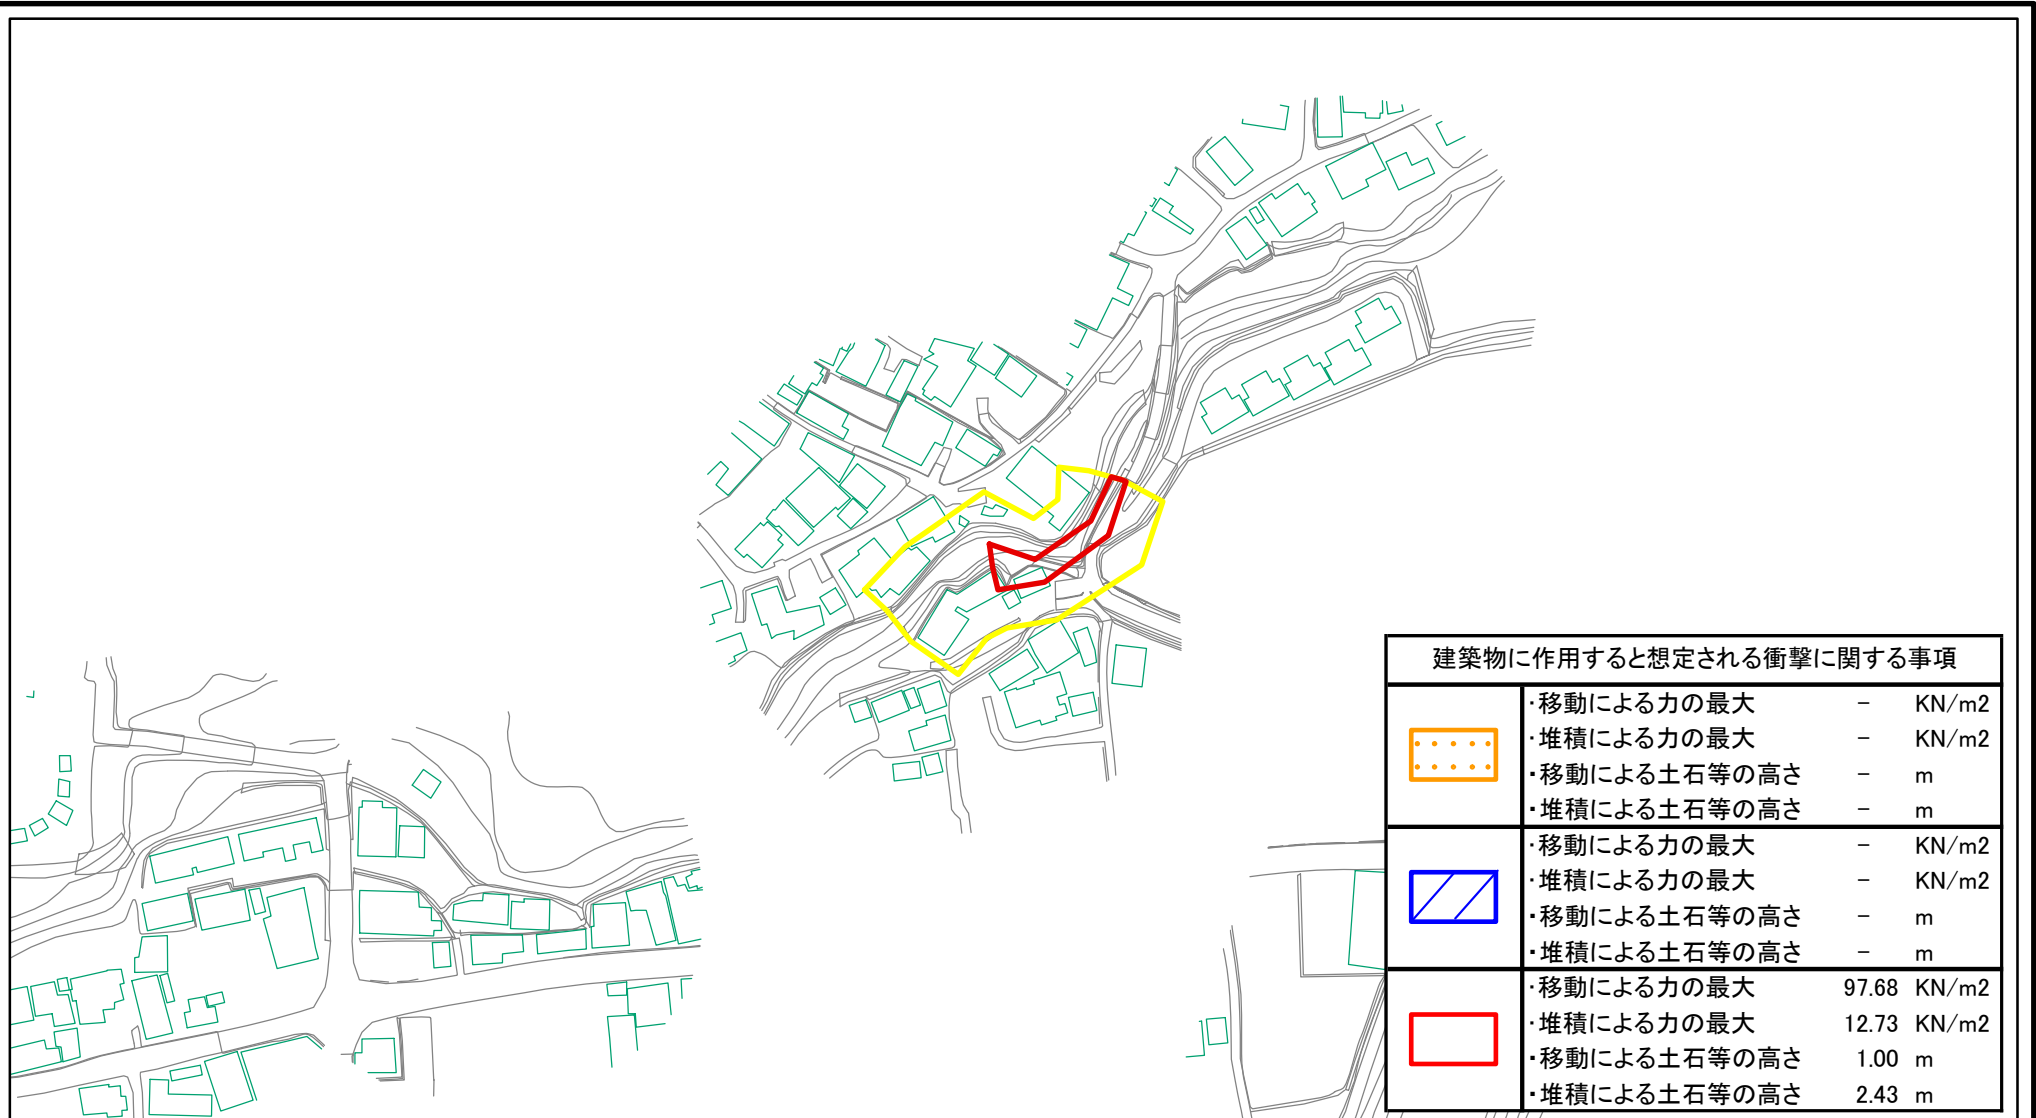 建築物に作用すると想定される衝撃に関する事項
・移動による力の最大 － KN/m2
・堆積による力の最大 － KN/m2
・移動による土石等の高さ － m
・堆積による土石等の高さ － m
・移動による力の最大 － KN/m2
・堆積による力の最大 － KN/m2
・移動による土石等の高さ － m
・堆積による土石等の高さ － m
・移動による力の最大 97.68 KN/m2
・堆積による力の最大 12.73 KN/m2
・移動による土石等の高さ 1.00 m
・堆積による土石等の高さ 2.43 m